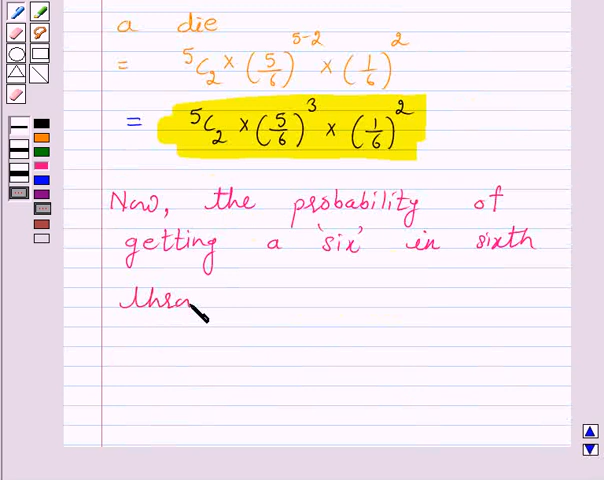 a die
= ⁵C₂ × (5/6)⁵⁻² × (1/6)²
= ⁵C₂ × (5/6)³ × (1/6)²
Now, the probability of
getting a 'six' in sixth
thro